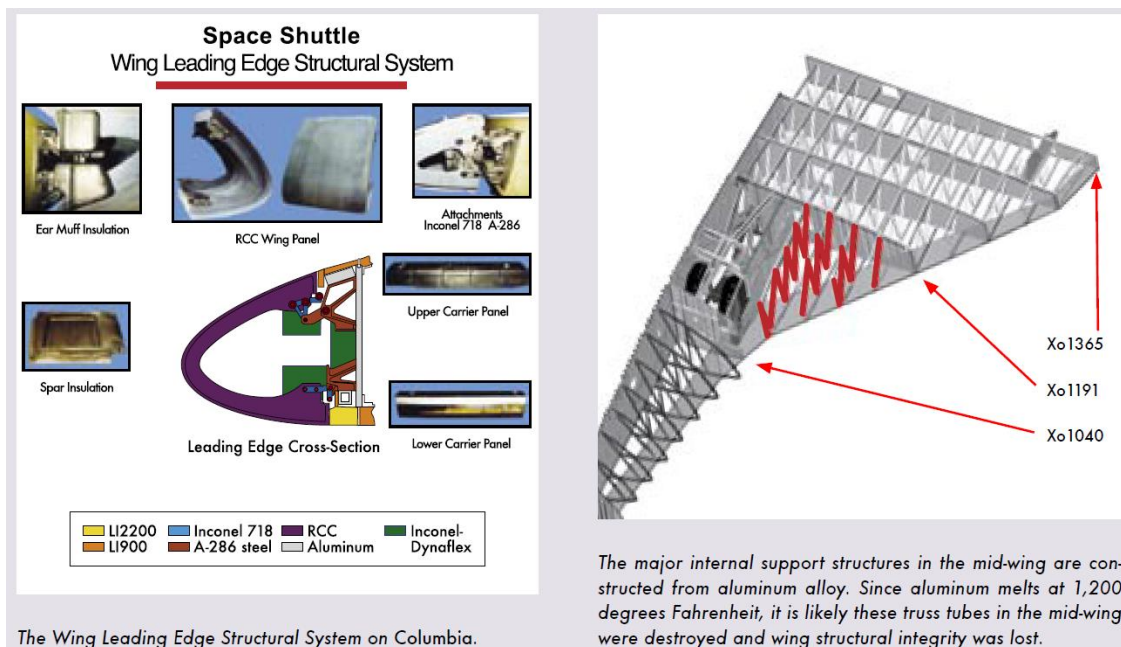 Space Shuttle
Wing Leading Edge Structural System
Ear Muff Insulation
RCC Wing Panel
Attachments
Inconel 718 A-286
Upper Carrier Panel
Spar Insulation
Lower Carrier Panel
Leading Edge Cross-Section
LI2200 Inconel 718 RCC Inconel-
LI900 A-286 steel Aluminum Dynaflex
The Wing Leading Edge Structural System on Columbia.
Xo1365
Xo1191
Xo1040
The major internal support structures in the mid-wing are con-
structed from aluminum alloy. Since aluminum melts at 1,200
degrees Fahrenheit, it is likely these truss tubes in the mid-wing
were destroyed and wing structural integrity was lost.